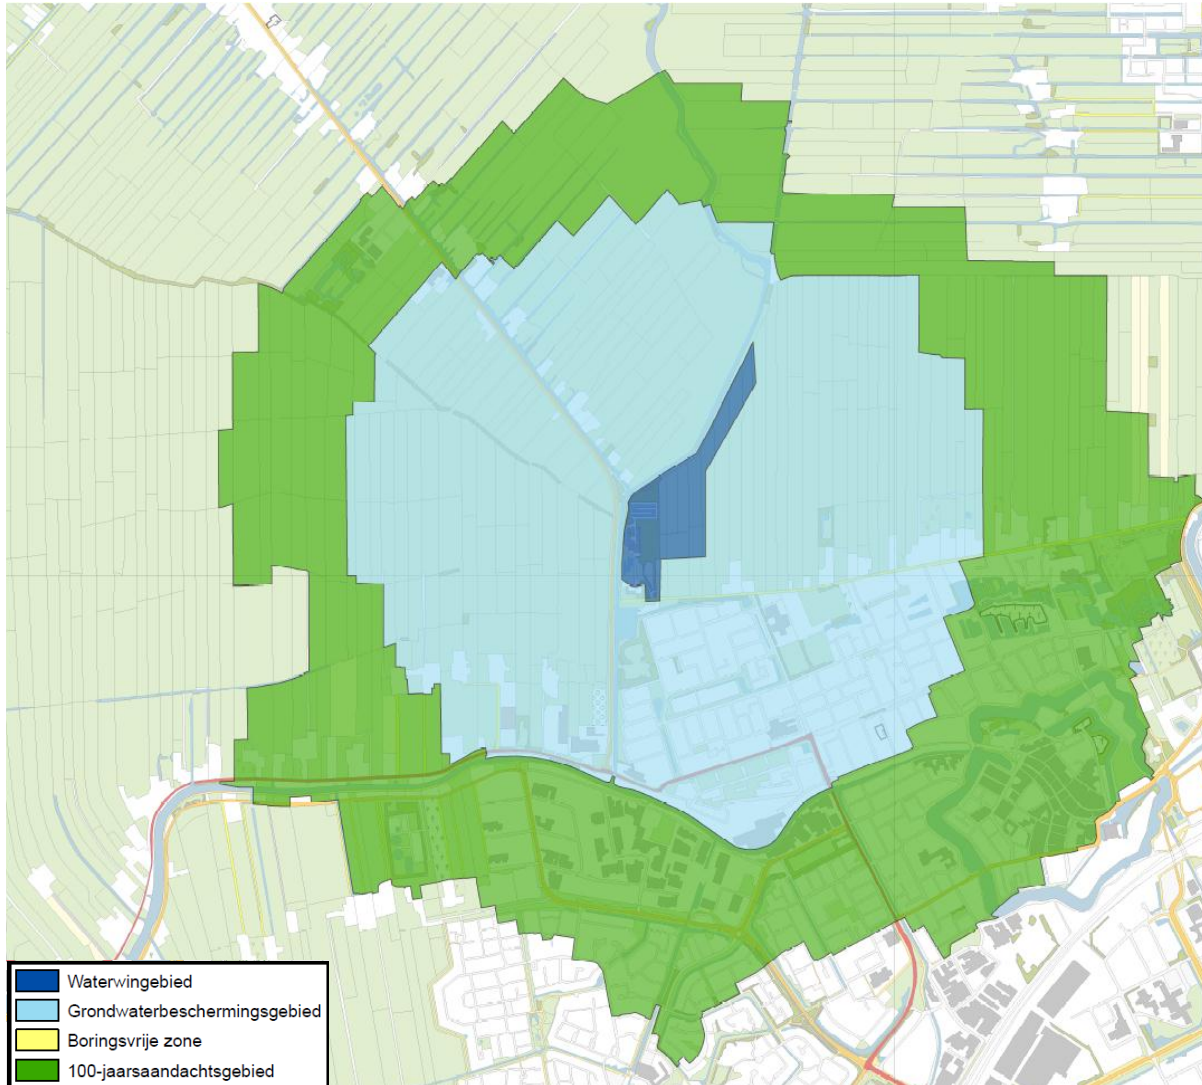 Waterwingebied
Grondwaterbeschermingsgebied
Boringsvrije zone
100-jaarsaandachtsgebied